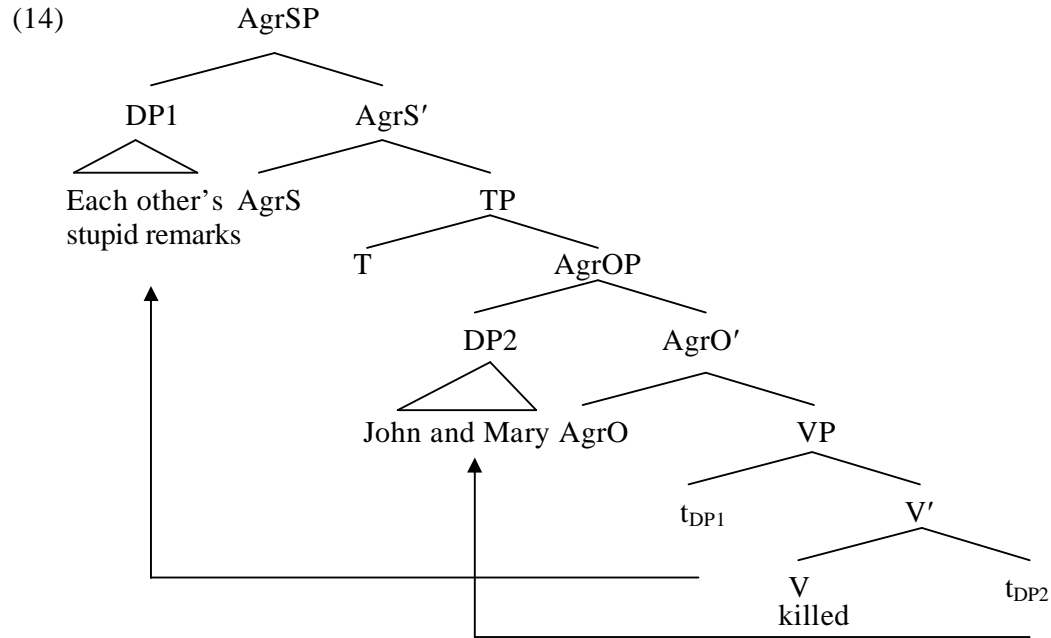 (14) AgrSP
DP1 AgrS′
Each other’s AgrS TP
stupid remarks
T AgrOP
DP2 AgrO′
John and Mary AgrO VP
tDP1 V′
V tDP2
killed